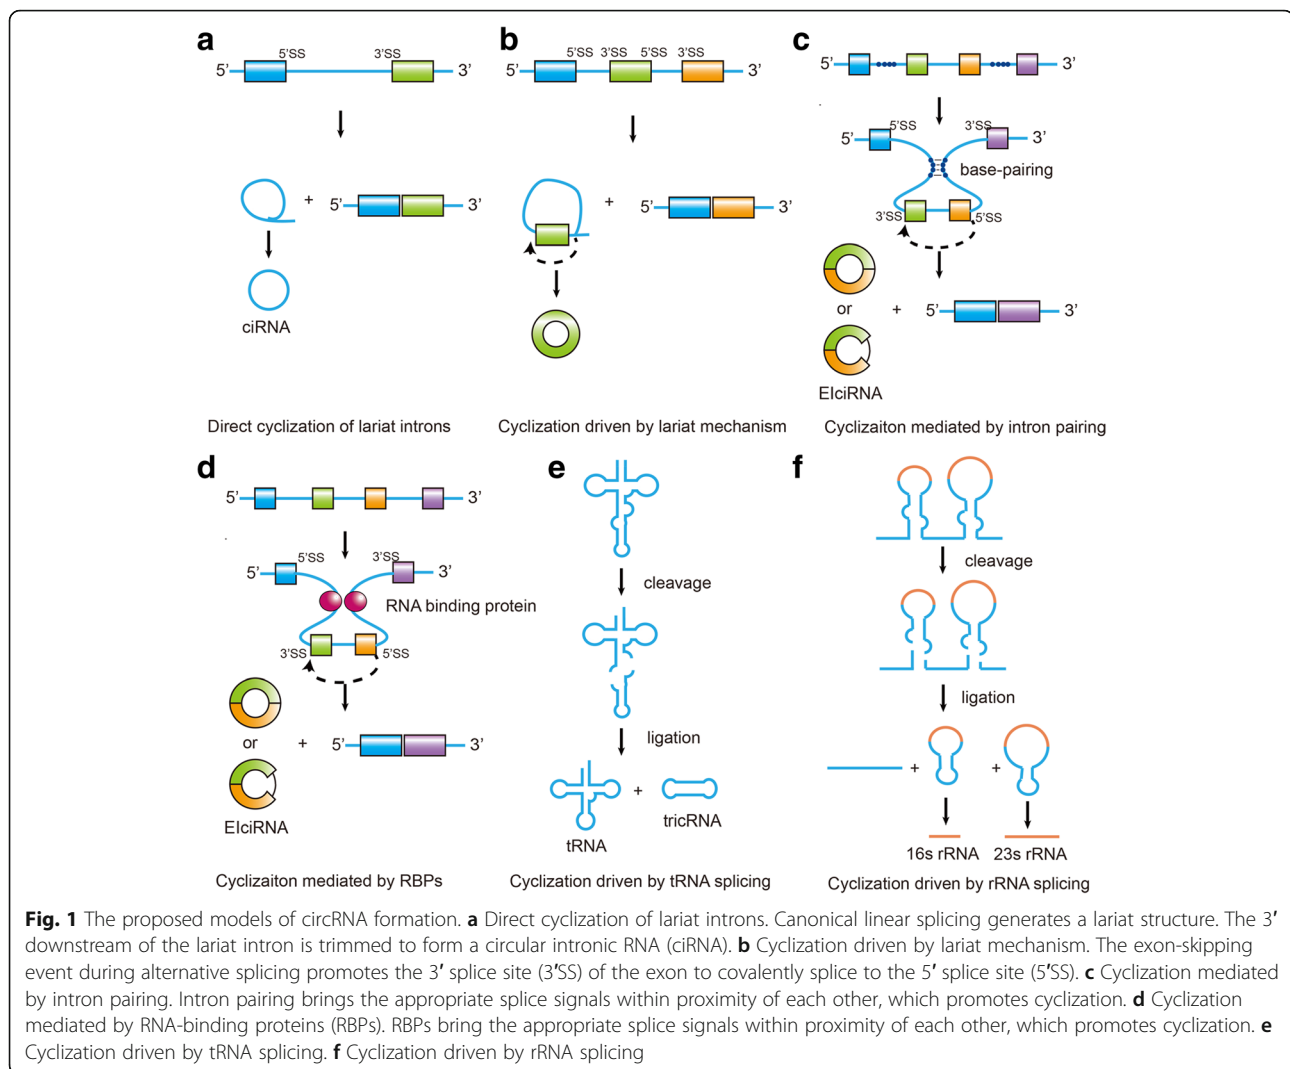 a
5'SS
3'SS
5'
3'
+
5'
3'
ciRNA
Direct cyclization of lariat introns
b
5'SS 3'SS 5'SS 3'SS
5'
3'
+
5'
3'
Cyclization driven by lariat mechanism
c
5'
3'
5'SS
3'SS
5'
3'
base-pairing
3'SS
5'SS
or
+
5'
3'
EIciRNA
Cyclizaiton mediated by intron pairing
d
5'
3'
5'SS
3'SS
5'
3'
RNA binding protein
3'SS
5'SS
or
+
5'
3'
EIciRNA
Cyclizaiton mediated by RBPs
e
cleavage
ligation
+
tRNA
tricRNA
Cyclization driven by tRNA splicing
f
cleavage
ligation
+
+
16s rRNA 23s rRNA
Cyclization driven by rRNA splicing
Fig. 1 The proposed models of circRNA formation. a Direct cyclization of lariat introns. Canonical linear splicing generates a lariat structure. The 3′
downstream of the lariat intron is trimmed to form a circular intronic RNA (ciRNA). b Cyclization driven by lariat mechanism. The exon-skipping
event during alternative splicing promotes the 3′ splice site (3′SS) of the exon to covalently splice to the 5′ splice site (5′SS). c Cyclization mediated
by intron pairing. Intron pairing brings the appropriate splice signals within proximity of each other, which promotes cyclization. d Cyclization
mediated by RNA-binding proteins (RBPs). RBPs bring the appropriate splice signals within proximity of each other, which promotes cyclization. e
Cyclization driven by tRNA splicing. f Cyclization driven by rRNA splicing